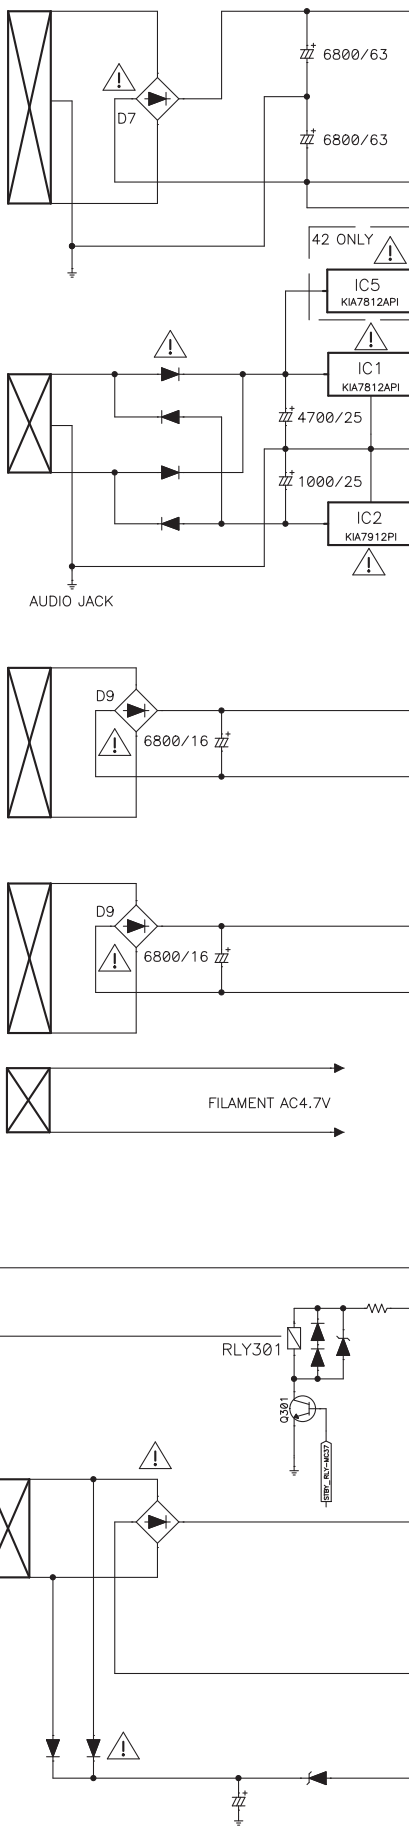 6800/63
D7
6800/63
42 ONLY
IC5
KIA7812API
IC1
KIA7812API
4700/25
1000/25
IC2
KIA7912PI
AUDIO JACK
D9
6800/16
D9
6800/16
FILAMENT AC4.7V
RLY301
Q301
STBY_RLY-MC37